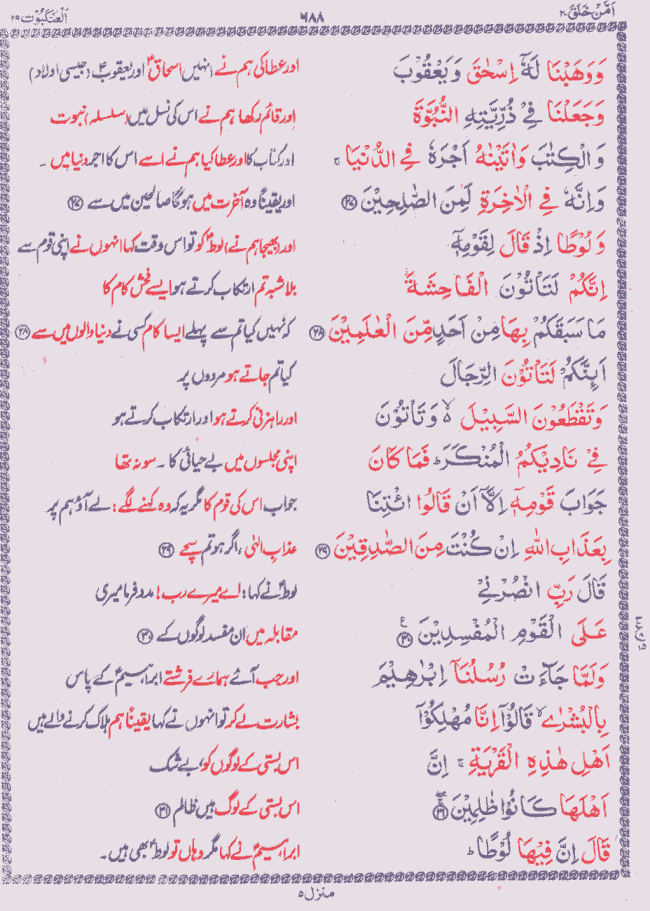 اَمَّنْ خَلَقَ ۲۰
۶۸۸
اَلْعَنْكَبُوْت ۲۹
وَوَهَبْنَا لَهٗۤ اِسْحٰقَ وَيَعْقُوْبَ
اور عطا کی ہم نے انہیں اسحاقؑ اور یعقوبؑ (جیسی اولاد)
وَجَعَلْنَا فِيْ ذُرِّيَّتِهِ النُّبُوَّةَ
اور قائم رکھا ہم نے اس کی نسل میں (سلسلہ) نبوت
وَالْكِتٰبَ وَاٰتَيْنٰهُ اَجْرَهٗ فِي الدُّنْيَا ۚ
اور کتاب کا اور عطا کیا ہم نے اسے اس کا اجر دنیا میں ۔
وَاِنَّهٗ فِي الْاٰخِرَةِ لَمِنَ الصّٰلِحِيْنَ ﴿۲۷﴾
اور یقیناً وہ آخرت میں ہوگا صالحین میں سے ﴿۲۷﴾
وَلُوْطًا اِذْ قَالَ لِقَوْمِهٖۤ
اور بھیجا ہم نے لوطؑ کو تو اس وقت کہا انہوں نے اپنی قوم سے
اِنَّكُمْ لَتَاْتُوْنَ الْفَاحِشَةَ
بلاشبہ تم ارتکاب کرتے ہو ایسے فحش کام کا
مَا سَبَقَكُمْ بِهَا مِنْ اَحَدٍ مِّنَ الْعٰلَمِيْنَ ﴿۲۸﴾
کہ نہیں کیا تم سے پہلے ایسا کام کسی نے دنیا والوں میں سے ﴿۲۸﴾
اَئِنَّكُمْ لَتَاْتُوْنَ الرِّجَالَ
کیا تم جاتے ہو مردوں پر
وَتَقْطَعُوْنَ السَّبِيْلَ ۙ وَتَاْتُوْنَ
اور راہزنی کرتے ہو اور ارتکاب کرتے ہو
فِيْ نَادِيْكُمُ الْمُنْكَرَ ؕ فَمَا كَانَ
اپنی مجلسوں میں بے حیائی کا ۔ سو نہ تھا
جَوَابَ قَوْمِهٖۤ اِلَّاۤ اَنْ قَالُوا ائْتِنَا
جواب اس کی قوم کا مگر یہ کہ وہ کہنے لگے: لے آؤ ہم پر
بِعَذَابِ اللّٰهِ اِنْ كُنْتَ مِنَ الصّٰدِقِيْنَ ﴿۲۹﴾
عذابِ الٰہی، اگر ہو تم سچے ﴿۲۹﴾
قَالَ رَبِّ انْصُرْنِيْ
لوطؑ نے کہا: اے میرے رب! مدد فرما میری
عَلَى الْقَوْمِ الْمُفْسِدِيْنَ ﴿۳۰﴾
مقابلہ میں ان مفسد لوگوں کے ﴿۳۰﴾
وَلَمَّا جَآءَتْ رُسُلُنَاۤ اِبْرٰهِيْمَ
اور جب آئے ہمارے فرشتے ابراہیمؑ کے پاس
بِالْبُشْرٰى ۙ قَالُوْۤا اِنَّا مُهْلِكُوْۤا
بشارت لے کر تو انہوں نے کہا یقیناً ہم ہلاک کرنے والے ہیں
اَهْلِ هٰذِهِ الْقَرْيَةِ ۚ اِنَّ
اس بستی کے لوگوں کو، بے شک
اَهْلَهَا كَانُوْا ظٰلِمِيْنَ ﴿۳۱﴾
اس بستی کے لوگ ہیں ظالم ﴿۳۱﴾
قَالَ اِنَّ فِيْهَا لُوْطًا ؕ
ابراہیمؑ نے کہا مگر وہاں تو لوطؑ بھی ہیں ۔
منزل ۵